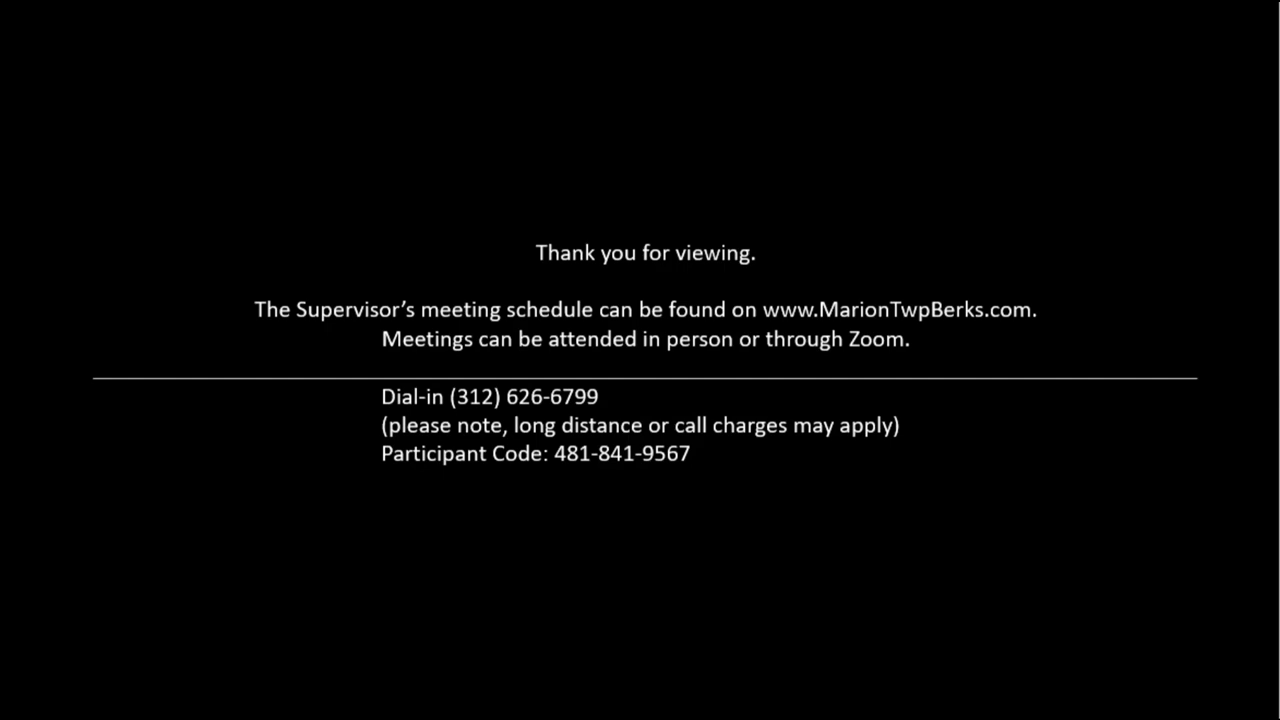 Thank you for viewing.
The Supervisor’s meeting schedule can be found on www.MarionTwpBerks.com.
Meetings can be attended in person or through Zoom.
Dial-in (312) 626-6799
(please note, long distance or call charges may apply)
Participant Code: 481-841-9567